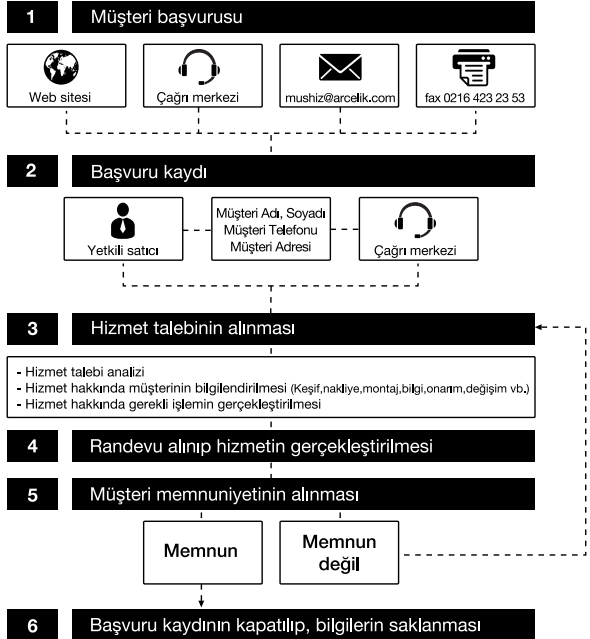 1 Müşteri başvurusu
Web sitesi
Çağrı merkezi
mushiz@arcelik.com
fax 0216 423 23 53
2 Başvuru kaydı
Yetkili satıcı
Müşteri Adı, Soyadı
Müşteri Telefonu
Müşteri Adresi
Çağrı merkezi
3 Hizmet talebinin alınması
- Hizmet talebi analizi
- Hizmet hakkında müşterinin bilgilendirilmesi (Keşif,nakliye,montaj,bilgi,onarım,değişim vb.)
- Hizmet hakkında gerekli işlemin gerçekleştirilmesi
4 Randevu alınıp hizmetin gerçekleştirilmesi
5 Müşteri memnuniyetinin alınması
Memnun
Memnun
değil
6 Başvuru kaydının kapatılıp, bilgilerin saklanması